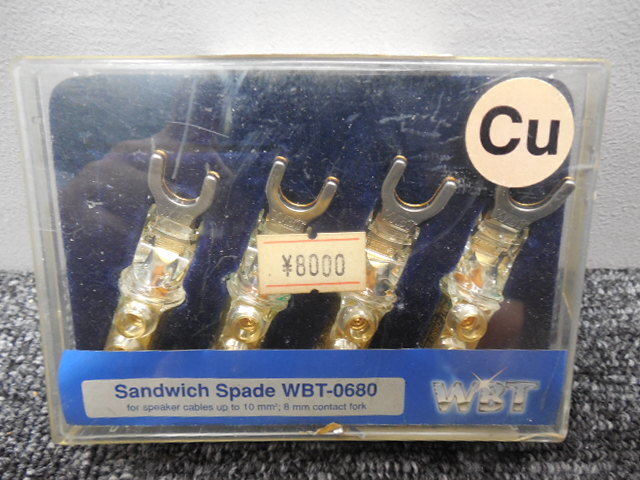 Cu
¥8000
Sandwich Spade WBT-0680
for speaker cables up to 10 mm²; 8 mm contact fork
WBT